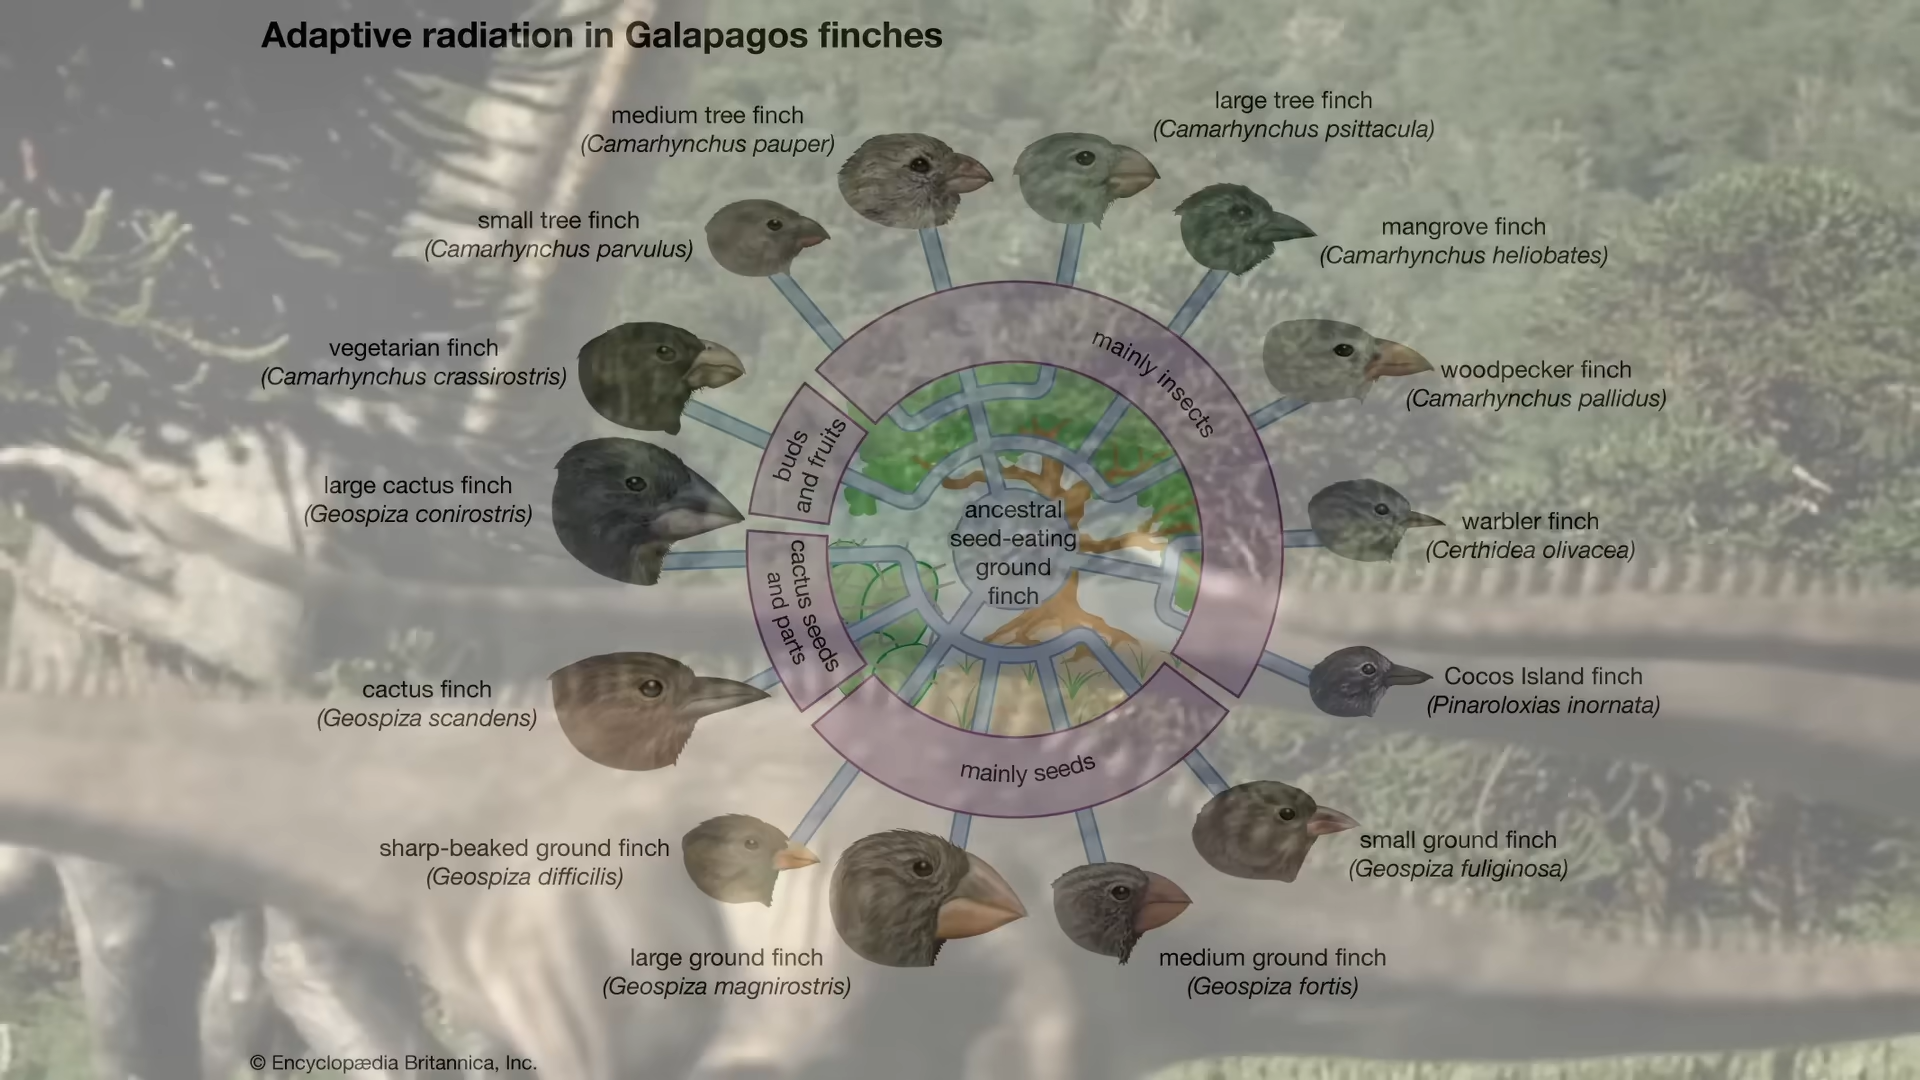 Adaptive radiation in Galapagos finches
medium tree finch
(Camarhynchus pauper)
large tree finch
(Camarhynchus psittacula)
small tree finch
(Camarhynchus parvulus)
mangrove finch
(Camarhynchus heliobates)
vegetarian finch
(Camarhynchus crassirostris)
woodpecker finch
(Camarhynchus pallidus)
mainly insects
buds
and fruits
large cactus finch
(Geospiza conirostris)
ancestral
seed-eating
ground
finch
warbler finch
(Certhidea olivacea)
cactus seeds
and parts
cactus finch
(Geospiza scandens)
Cocos Island finch
(Pinaroloxias inornata)
mainly seeds
sharp-beaked ground finch
(Geospiza difficilis)
small ground finch
(Geospiza fuliginosa)
large ground finch
(Geospiza magnirostris)
medium ground finch
(Geospiza fortis)
© Encyclopædia Britannica, Inc.